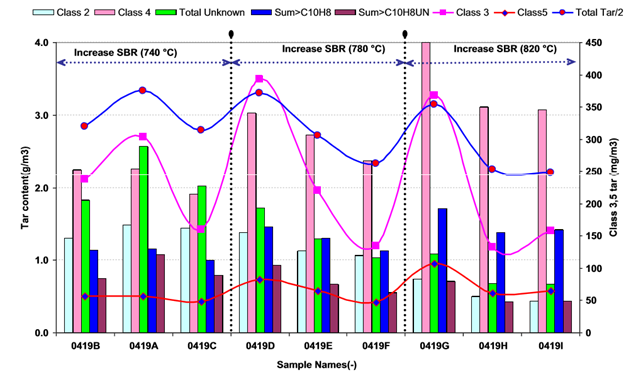 Class 2 Class 4 Total Unknown Sum>C10H8 Sum>C10H8UN Class 3 Class5 Total Tar/2
4.0 450
Increase SBR (740 °C) Increase SBR (780 °C) Increase SBR (820 °C)
400
350
3.0
300
250
2.0
200
150
1.0
100
50
0.0 0
Tar content(g/m3)
Class 3,5 tar (mg/m3)
0419B 0419A 0419C 0419D 0419E 0419F 0419G 0419H 0419I
Sample Names(-)